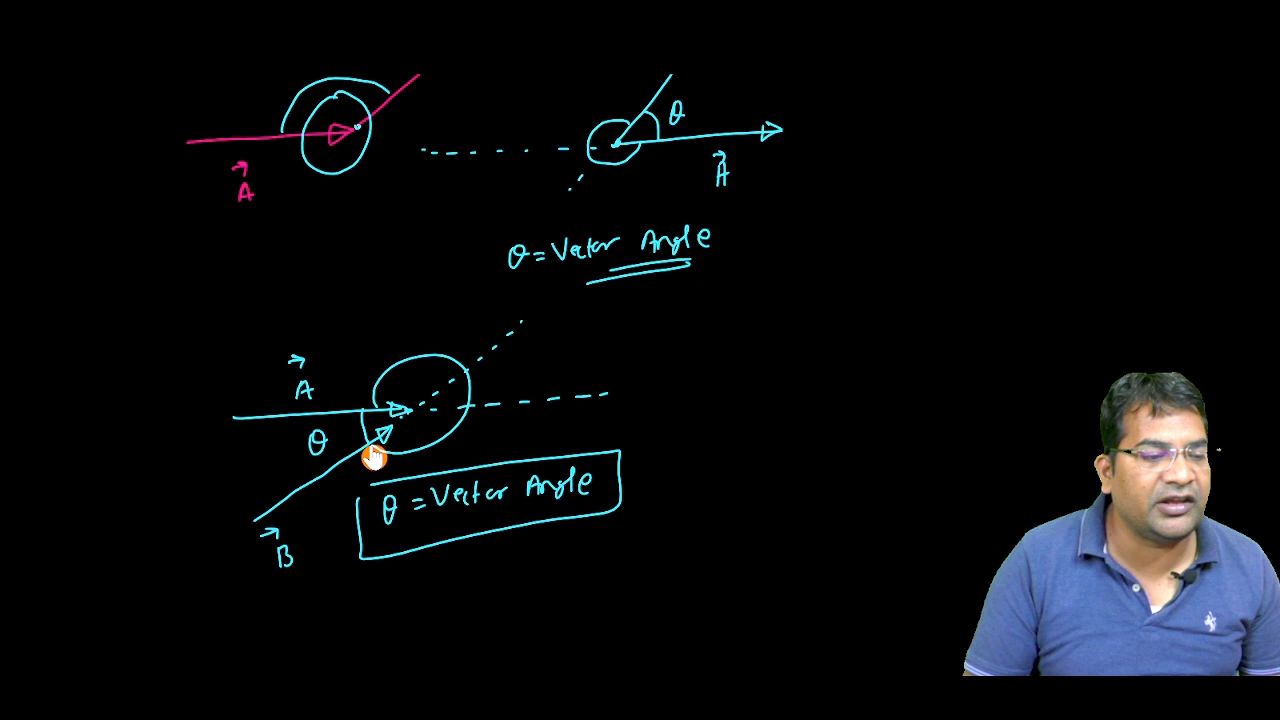 θ
A⃗
A⃗
θ = Vector Angle
A⃗
θ
θ = Vector Angle
B⃗